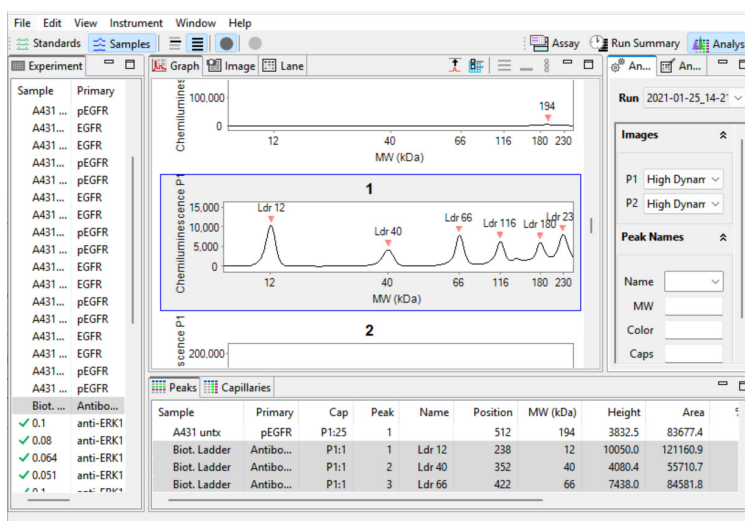 File Edit View Instrument Window Help
Standards Samples Assay Run Summary Analys
Experiment
Sample Primary
A431 ... pEGFR
A431... EGFR
A431 ... EGFR
A431 ... pEGFR
A431 ... pEGFR
A431... EGFR
A431 ... EGFR
A431 ... pEGFR
A431 ... pEGFR
A431... EGFR
A431 ... EGFR
A431 ... pEGFR
A431 ... pEGFR
A431... EGFR
A431 ... EGFR
A431 ... pEGFR
A431 ... pEGFR
Biot. ... Antibo...
0.1 anti-ERK1
0.08 anti-ERK1
0.064 anti-ERK1
0.051 anti-ERK1
Graph Image Lane
Chemilumines
100,000
0
194
12 40 66 116 180 230
MW (kDa)
1
Chemiluminescence P1
15,000
10,000
5,000
0
Ldr 12 Ldr 40 Ldr 66 Ldr 116 Ldr 180 Ldr 23
12 40 66 116 180 230
MW (kDa)
2
scence P1
200,000
An... An...
Run 2021-01-25_14-2
Images
P1 High Dynam
P2 High Dynam
Peak Names
Name
MW
Color
Caps
Peaks Capillaries
Sample Primary Cap Peak Name Position MW (kDa) Height Area
A431 untx pEGFR P1:25 1 512 194 3832.5 83677.4
Biot. Ladder Antibo... P1:1 1 Ldr 12 238 12 10050.0 121160.9
Biot. Ladder Antibo... P1:1 2 Ldr 40 352 40 4080.4 55710.7
Biot. Ladder Antibo... P1:1 3 Ldr 66 422 66 7438.0 84581.8